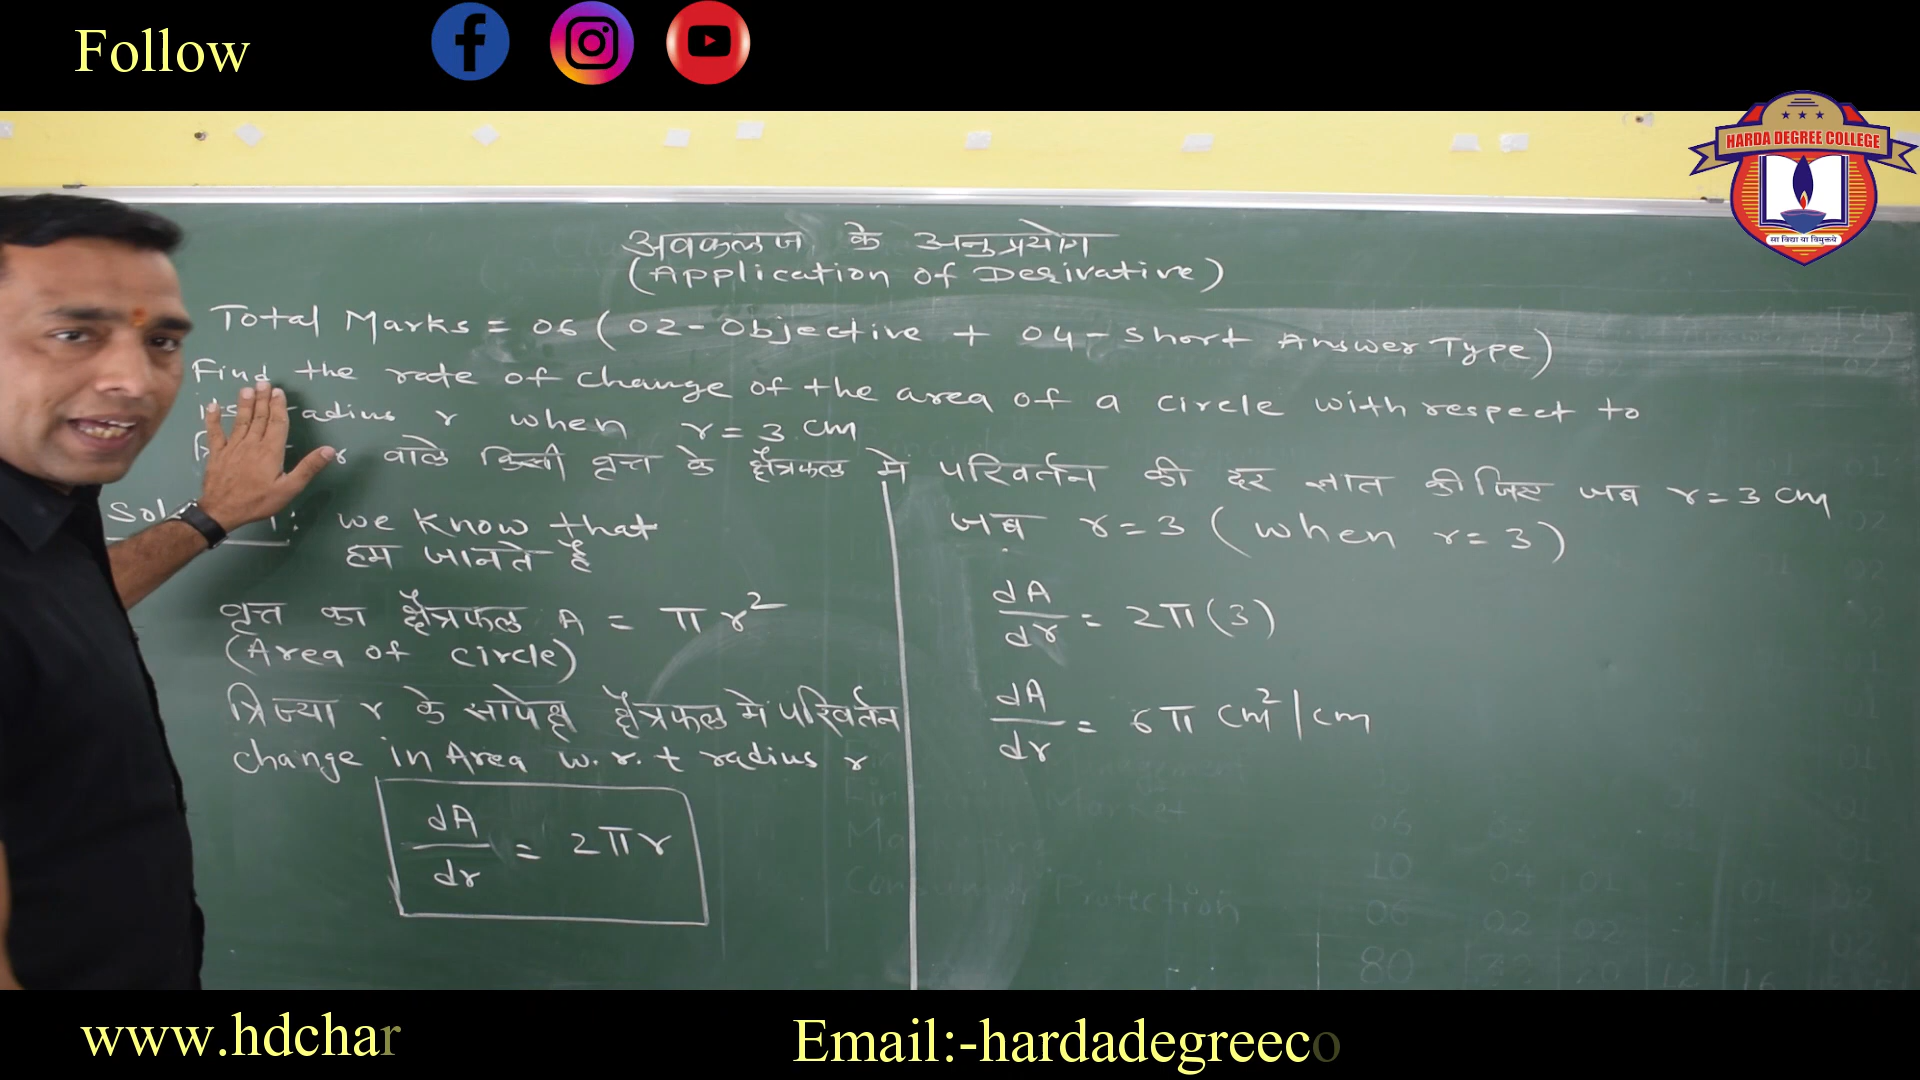 Follow
HARDA DEGREE COLLEGE
सा विद्या या विमुक्तये
अवकलज के अनुप्रयोग
(Application of Derivative)
Total Marks = 06 (02-Objective + 04-Short Answer Type)
Find the rate of change of the area of a circle with respect to
its radius r when r = 3 cm
r वाले किसी वृत्त के क्षैत्रफल में परिवर्तन की दर ज्ञात कीजिए जब r = 3 cm
we know that
हम जानते है
वृत्त का क्षैत्रफल A = πr²
(Area of circle)
त्रिज्या r के सापेक्ष क्षैत्रफल में परिवर्तन
change in Area w.r.t radius r
dA/dr = 2πr
जब r = 3 (when r = 3)
dA/dr = 2π(3)
dA/dr = 6π cm²|cm
www.hdchar
Email:-hardadegreeco